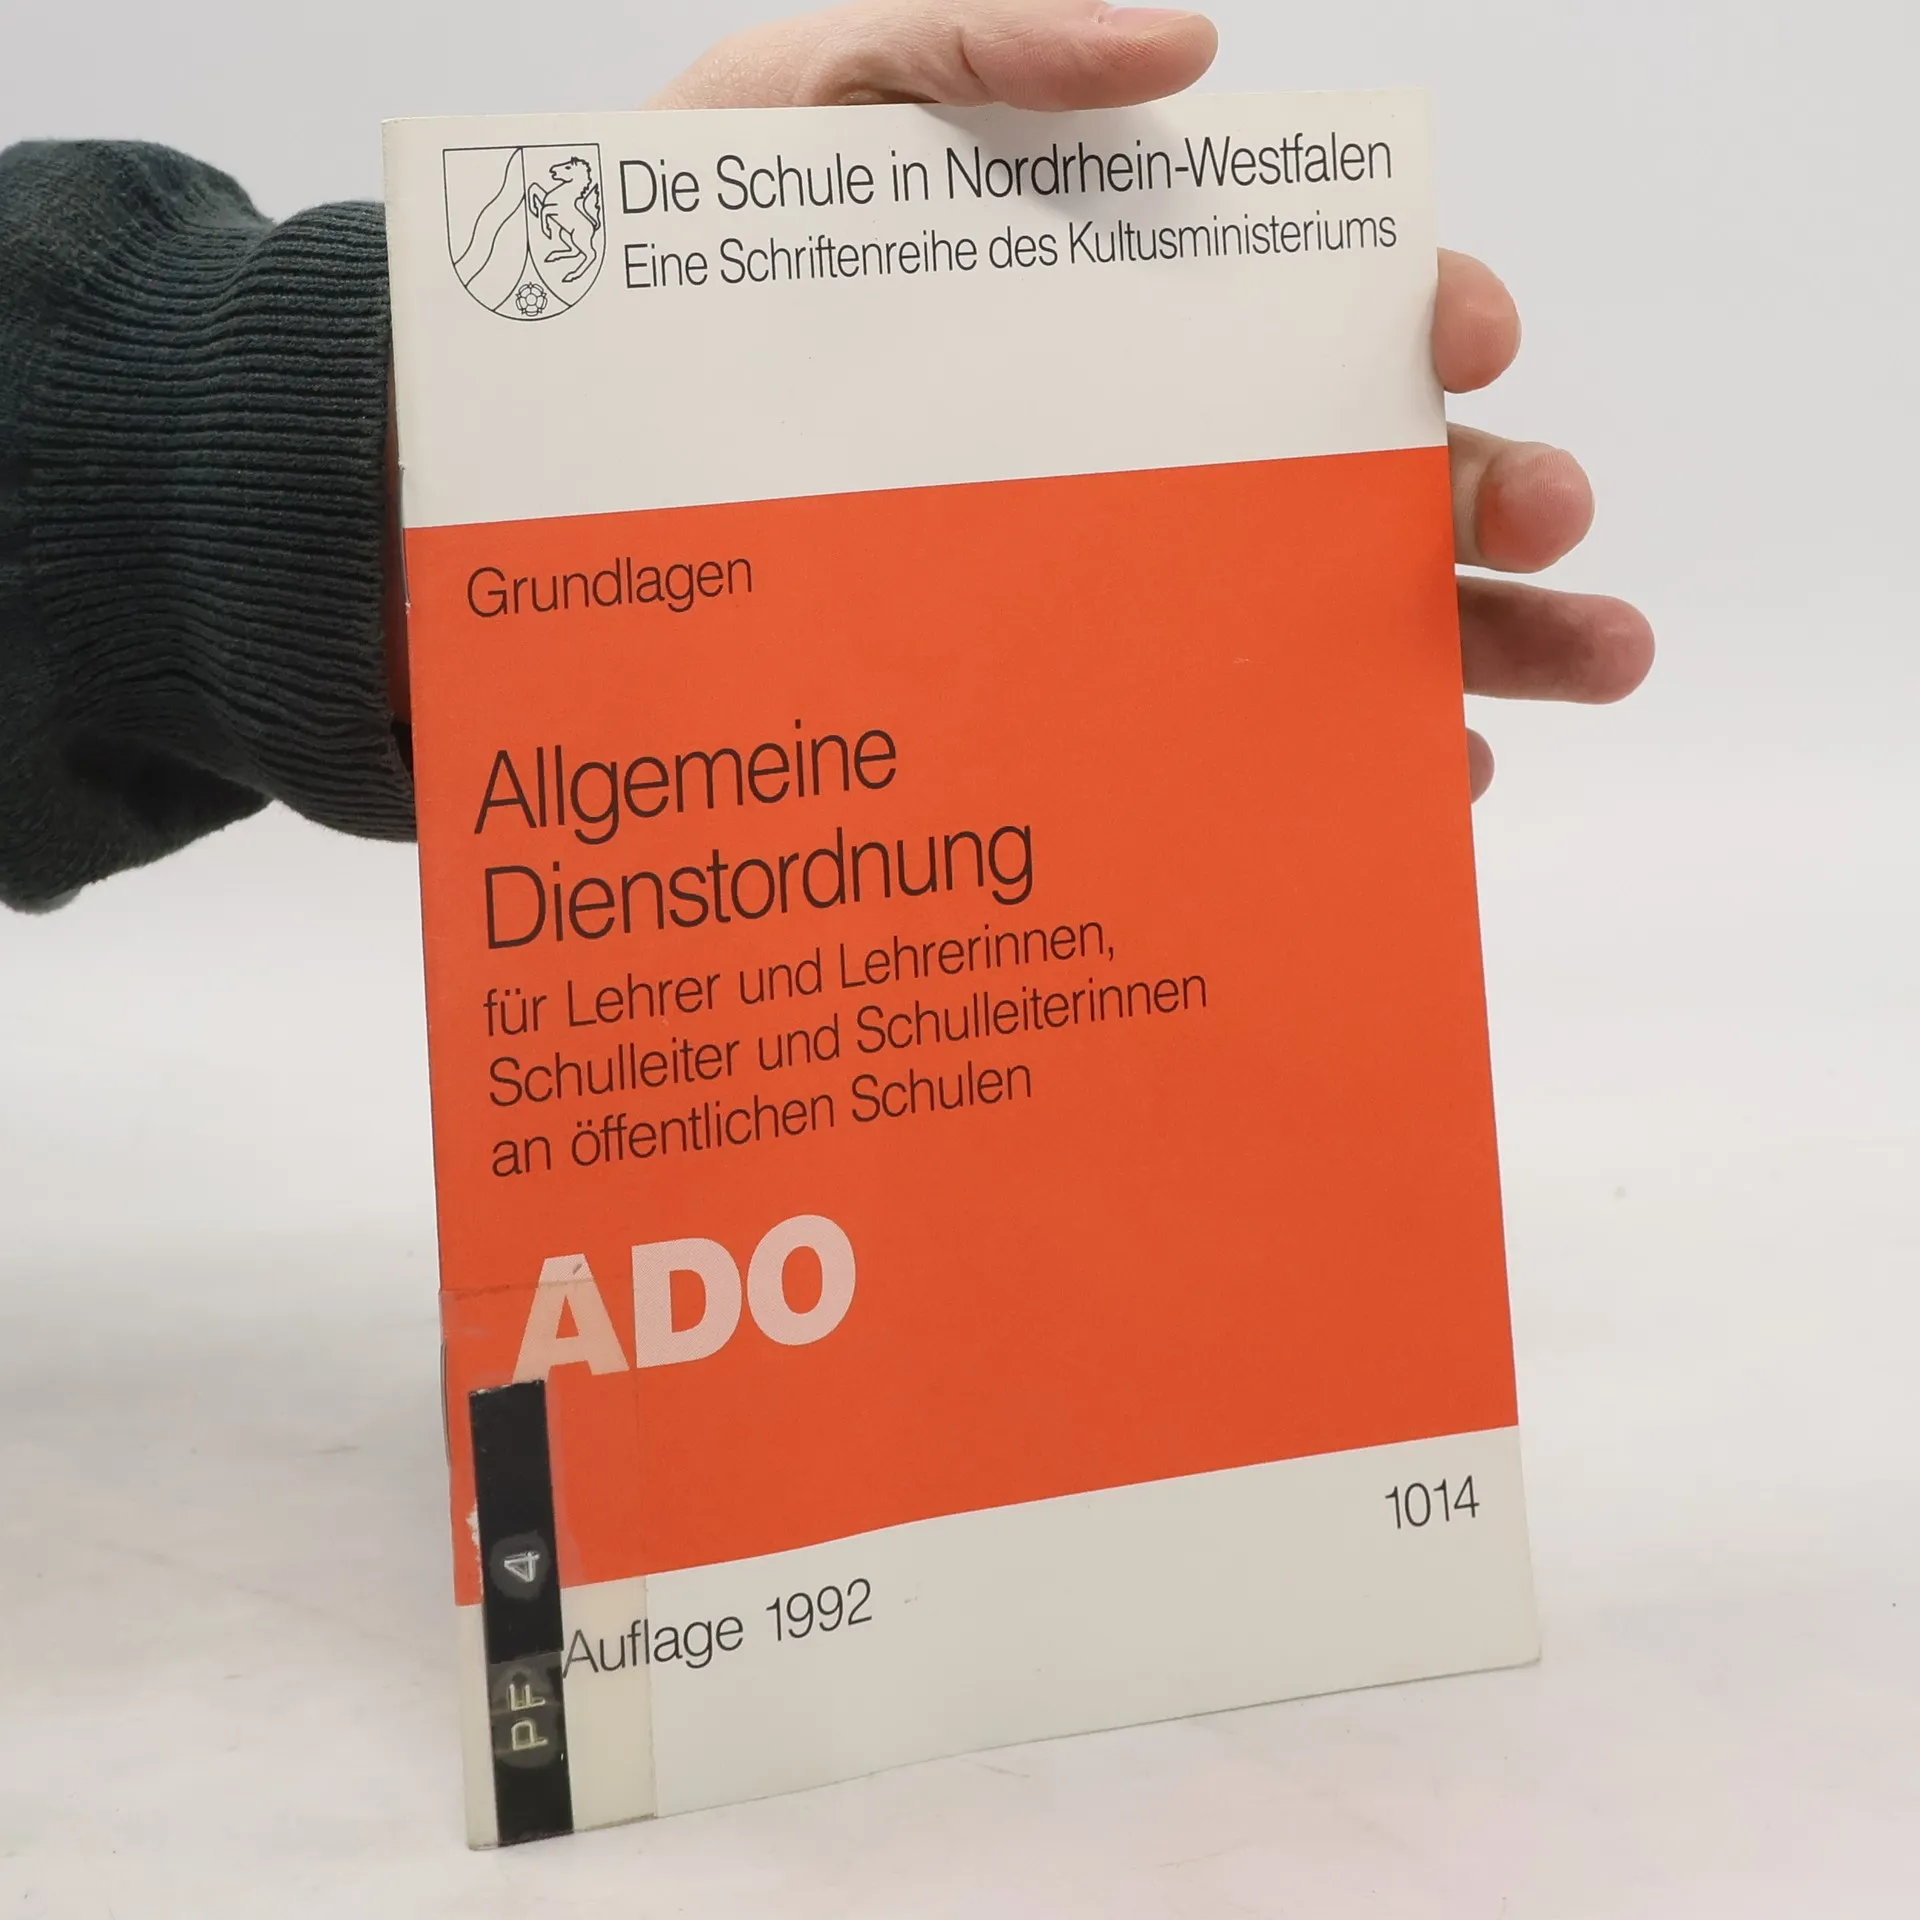 Die Schule in Nordrhein-Westfalen
Eine Schriftenreihe des Kultusministeriums
Grundlagen
Allgemeine
Dienstordnung
für Lehrer und Lehrerinnen,
Schulleiter und Schulleiterinnen
an öffentlichen Schulen
ADO
1014
Auflage 1992
PF 4